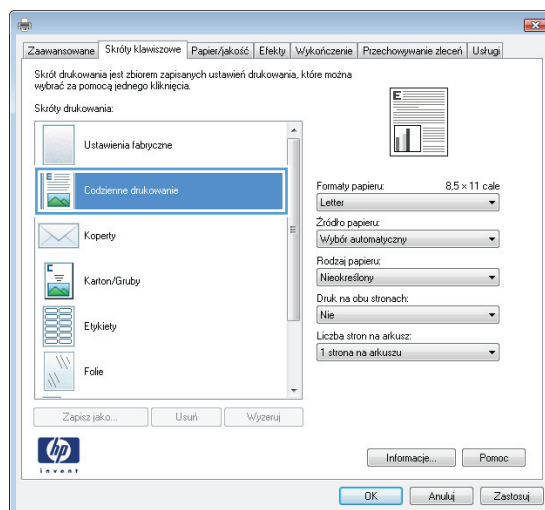 Zaawansowane Skróty klawiszowe Papier/jakość Efekty Wykończenie Przechowywanie zleceń Usługi
Skrót drukowania jest zbiorem zapisanych ustawień drukowania, które można
wybrać za pomocą jednego kliknięcia.
Skróty drukowania:
Ustawienia fabryczne
Codzienne drukowanie
Koperty
Karton/Gruby
Etykiety
Folie
E
Formaty papieru: 8,5 × 11 cale
Letter
Źródło papieru:
Wybór automatyczny
Rodzaj papieru:
Nieokreślony
Druk na obu stronach:
Nie
Liczba stron na arkusz:
1 strona na arkuszu
Zapisz jako... Usuń Wyzeruj
hp
invent
Informacje... Pomoc
OK Anuluj Zastosuj